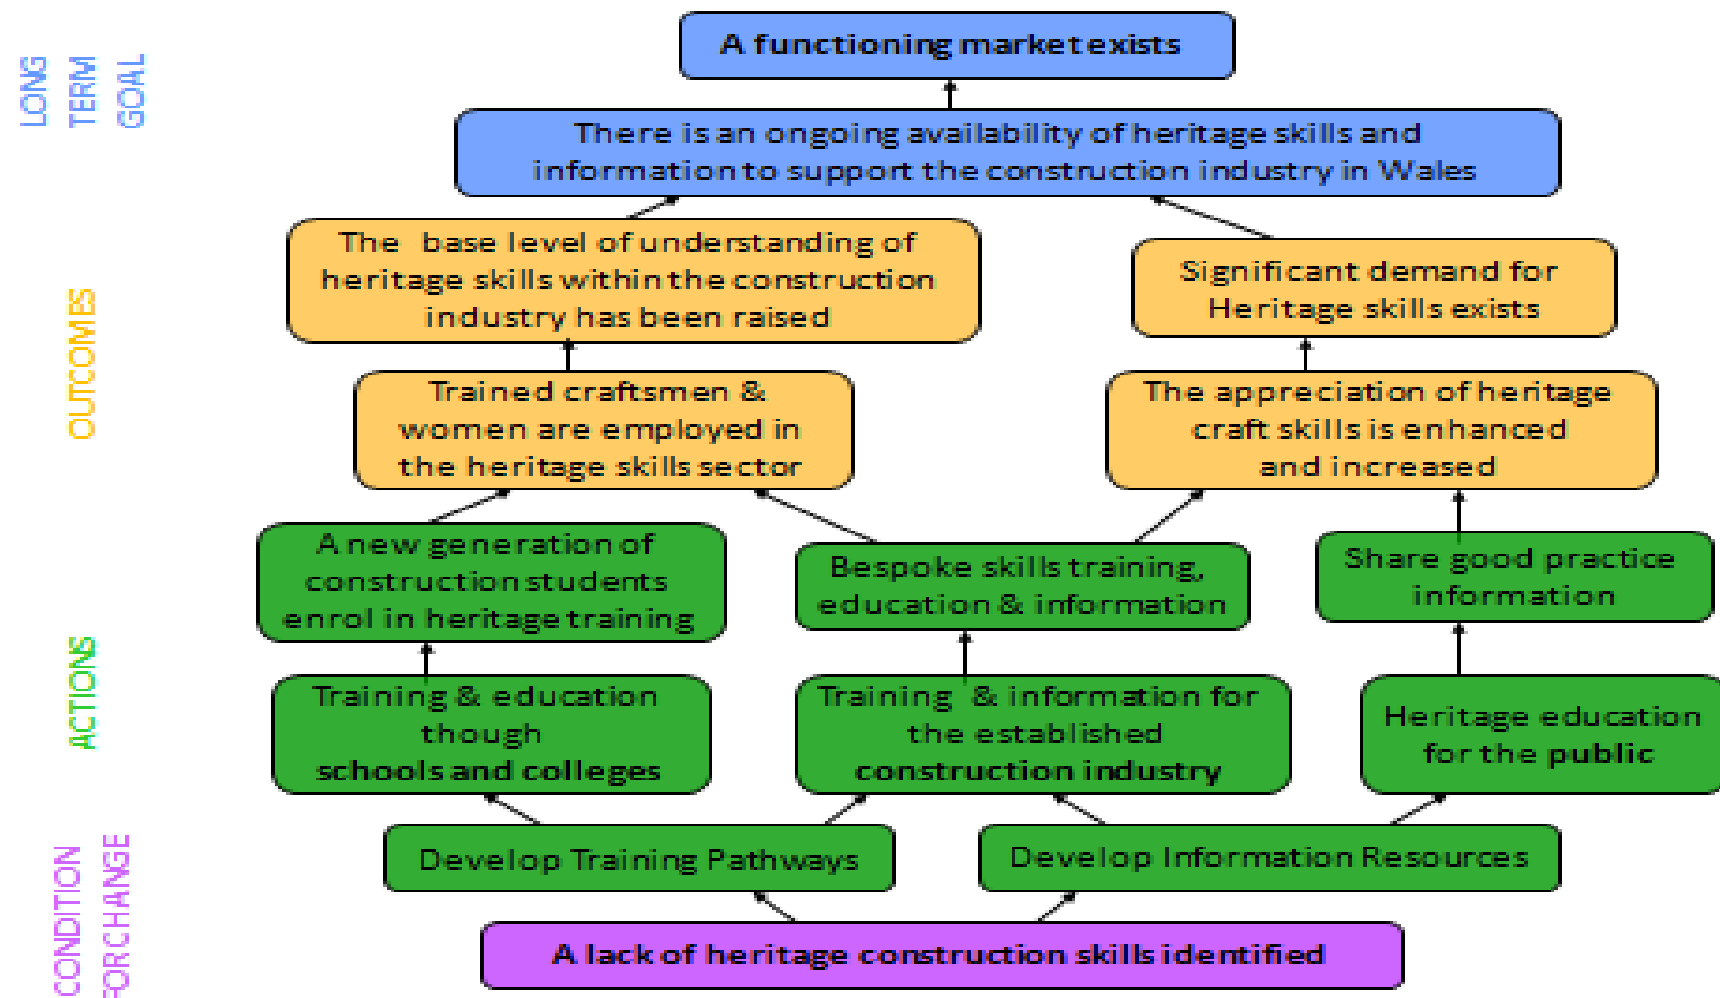 LONG
TERM
GOAL
A functioning market exists
There is an ongoing availability of heritage skills and
information to support the construction industry in Wales
OUTCOMES
The base level of understanding of
heritage skills within the construction
industry has been raised
Significant demand for
Heritage skills exists
Trained craftsmen &
women are employed in
the heritage skills sector
The appreciation of heritage
craft skills is enhanced
and increased
ACTIONS
A new generation of
construction students
enrol in heritage training
Bespoke skills training,
education & information
Share good practice
information
Training & education
though
schools and colleges
Training & information for
the established
construction industry
Heritage education
for the public
Develop Training Pathways
Develop Information Resources
CONDITION
FOR CHANGE
A lack of heritage construction skills identified